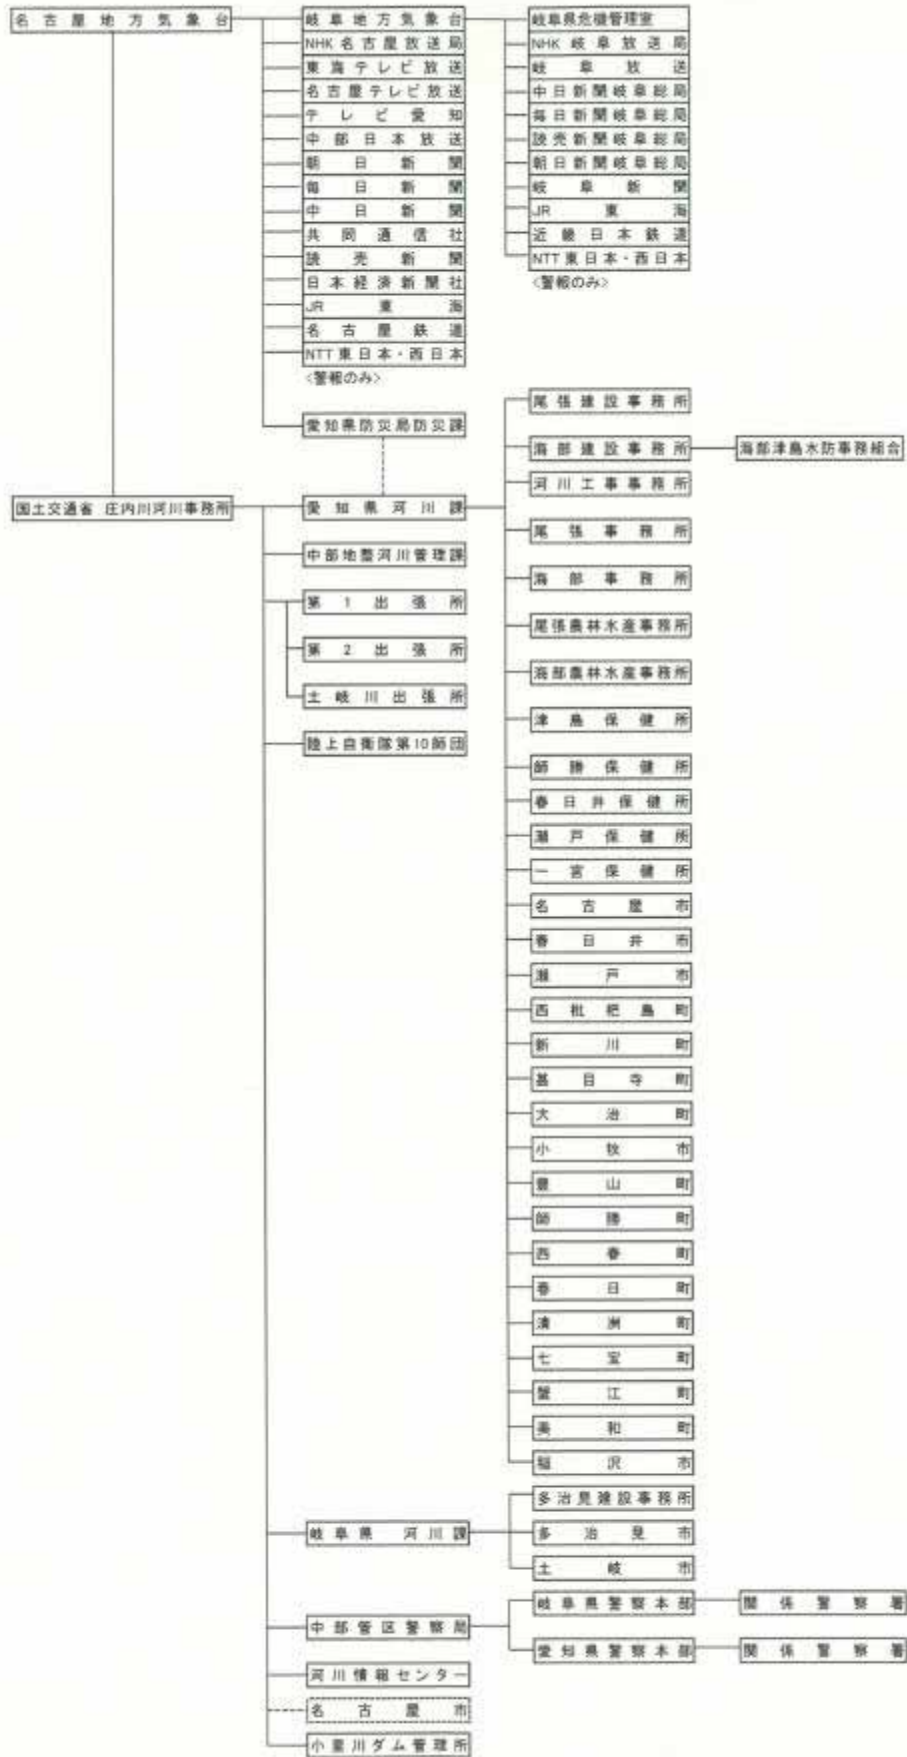 名古屋地方気象台
岐阜地方気象台
NHK名古屋放送局
東海テレビ放送
名古屋テレビ放送
テレビ愛知
中部日本放送
朝日新聞
毎日新聞
中日新聞
共同通信社
読売新聞
日本経済新聞社
JR東海
名古屋鉄道
NTT東日本・西日本
<警報のみ>
岐阜県危機管理室
NHK岐阜放送局
岐阜放送
中日新聞岐阜総局
毎日新聞岐阜総局
読売新聞岐阜総局
朝日新聞岐阜総局
岐阜新聞
JR東海
近畿日本鉄道
NTT東日本・西日本
<警報のみ>
愛知県防災局防災課
国土交通省 庄内川河川事務所
愛知県河川課
中部地整河川管理課
第1出張所
第2出張所
土岐川出張所
陸上自衛隊第10師団
尾張建設事務所
海部建設事務所
海部津島水防事務組合
河川工事事務所
尾張事務所
海部事務所
尾張農林水産事務所
海部農林水産事務所
津島保健所
師勝保健所
春日井保健所
瀬戸保健所
一宮保健所
名古屋市
春日井市
瀬戸市
西枇杷島町
新川町
甚目寺町
大治町
小牧市
豊山町
師勝町
西春町
春日町
清洲町
七宝町
蟹江町
美和町
稲沢市
岐阜県 河川課
多治見建設事務所
多治見市
土岐市
中部管区警察局
岐阜県警察本部
関係警察署
愛知県警察本部
関係警察署
河川情報センター
名古屋市
小里川ダム管理所